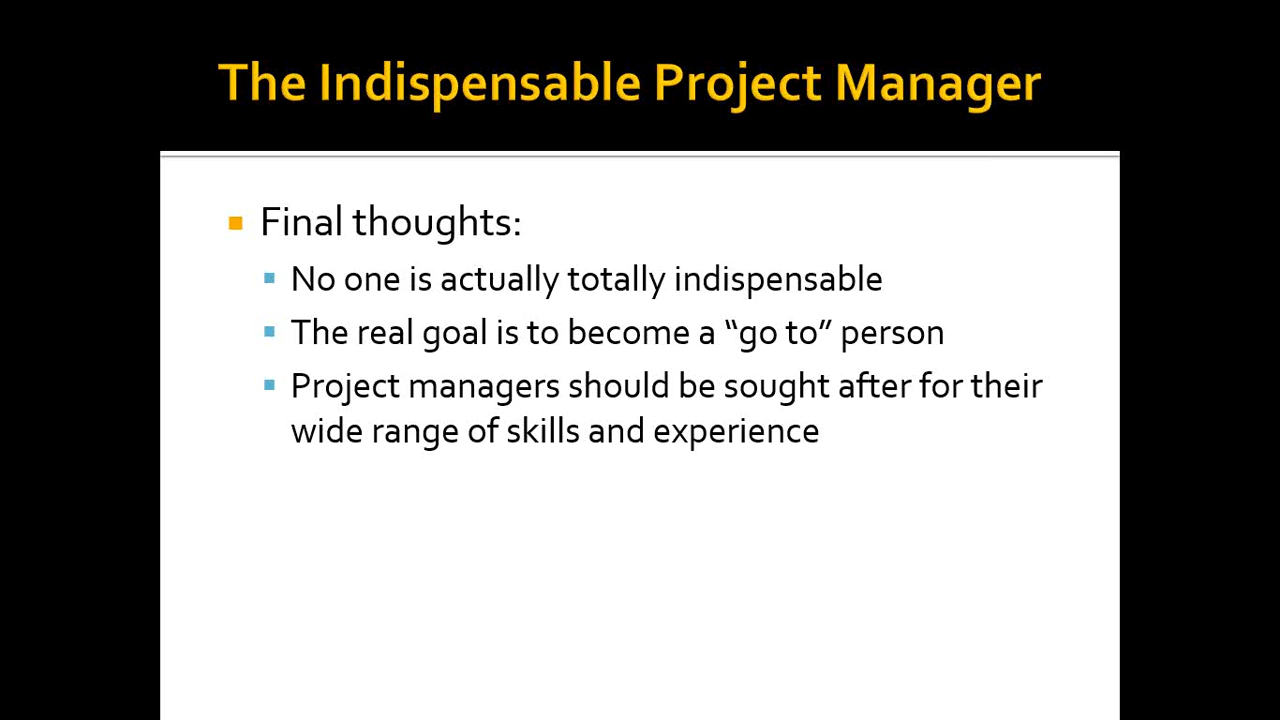 The Indispensable Project Manager
Final thoughts:
No one is actually totally indispensable
The real goal is to become a “go to” person
Project managers should be sought after for their
wide range of skills and experience